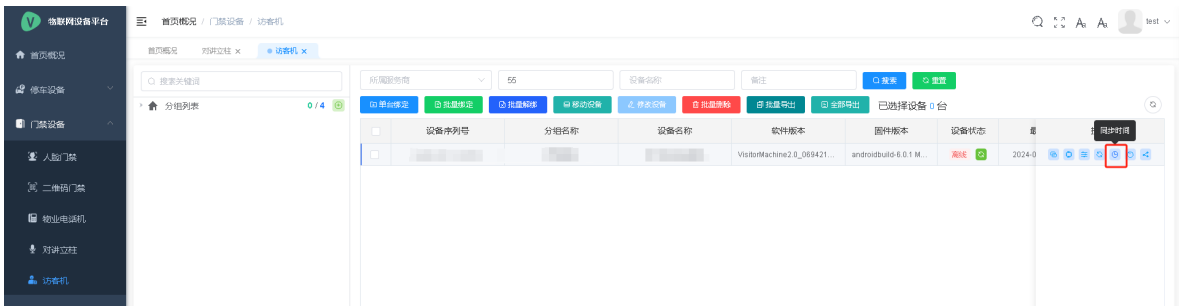 V 物联网设备平台
首页概况 / 门禁设备 / 访客机
test
首页概况 对讲立柱 × 访客机 ×
首页概况
停车设备
门禁设备
人脸门禁
二维码门禁
物业电话机
对讲立柱
访客机
搜索关键词
分组列表 0 / 4
所属服务商 55 设备名称 备注 搜索 重置
单台绑定 批量绑定 批量解绑 移动设备 修改设备 批量删除 批量导出 全部导出 已选择设备 0 台
同步时间
设备序列号 分组名称 设备名称 软件版本 固件版本 设备状态
VisitorMachine2.0_069421... androidbuild-6.0.1 M... 离线 2024-0